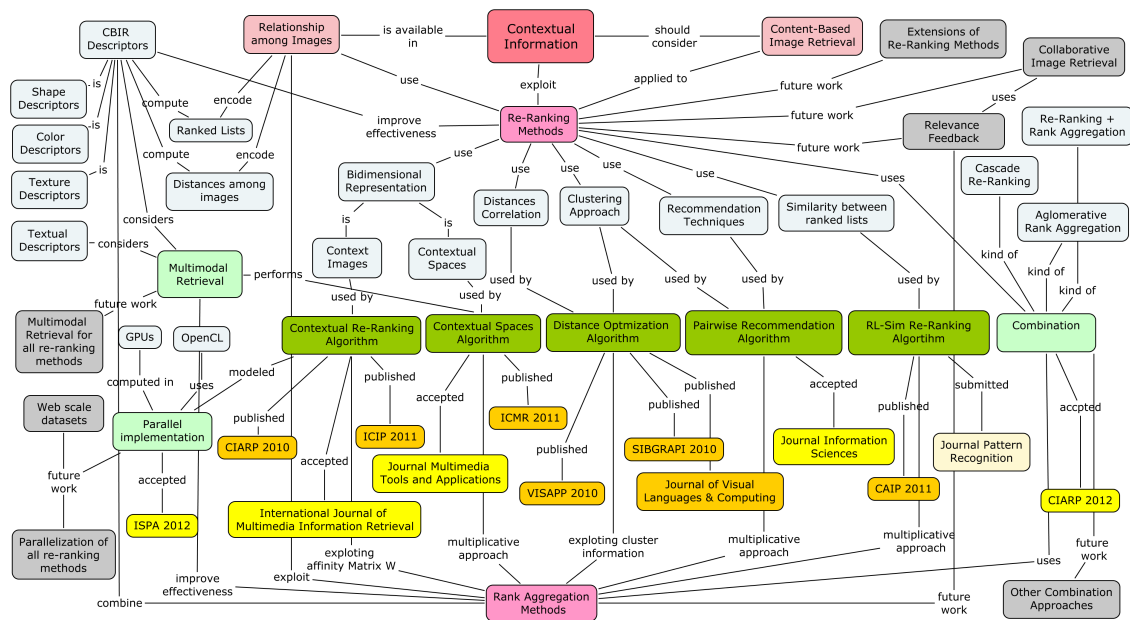 CBIR
Descriptors
Relationship
among Images
is available
in
Contextual
Information
should
consider
Content-Based
Image Retrieval
Extensions of
Re-Ranking Methods
Collaborative
Image Retrieval
Shape
Descriptors
is
compute
encode
use
exploit
applied to
future work
uses
Color
Descriptors
is
Ranked Lists
improve
effectiveness
Re-Ranking
Methods
future work
Relevance
Feedback
Re-Ranking +
Rank Aggregation
Texture
Descriptors
is
compute
encode
Distances among
images
use
use
use
use
use
future work
uses
Bidimensional
Representation
Distances
Correlation
Clustering
Approach
Recommendation
Techniques
Similarity between
ranked lists
Cascade
Re-Ranking
Aglomerative
Rank Aggregation
Textual
Descriptors
considers
considers
is
is
Context
Images
Contextual
Spaces
kind of
kind of
kind of
Multimodal
Retrieval
performs
used by
used by
used by
used by
used by
used by
used by
future work
Multimodal
Retrieval for
all re-ranking
methods
GPUs
OpenCL
Contextual Re-Ranking
Algorithm
Contextual Spaces
Algorithm
Distance Optmization
Algorithm
Pairwise Recommendation
Algorithm
RL-Sim Re-Ranking
Algortihm
Combination
computed in
uses
modeled
published
accepted
published
published
published
accepted
submitted
accpted
Web scale
datasets
Parallel
implementation
published
CIARP 2010
ICIP 2011
ICMR 2011
published
SIBGRAPI 2010
Journal Information
Sciences
published
Journal Pattern
Recognition
future
work
accepted
accepted
Journal Multimedia
Tools and Applications
VISAPP 2010
Journal of Visual
Languages & Computing
CAIP 2011
CIARP 2012
ISPA 2012
International Journal of
Multimedia Information Retrieval
Parallelization of
all re-ranking
methods
exploting
affinity Matrix W
multiplicative
approach
exploting cluster
information
multiplicative
approach
multiplicative
approach
uses
future
work
improve
effectiveness
exploit
combine
Rank Aggregation
Methods
future
work
Other Combination
Approaches